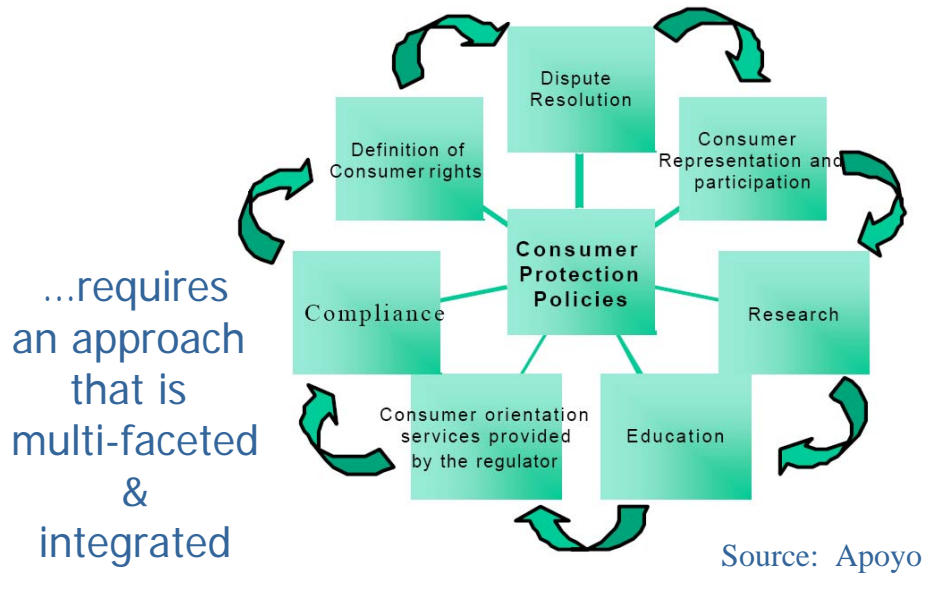 ...requires
an approach
that is
multi-faceted
&
integrated
Dispute
Resolution
Consumer
Representation and
participation
Research
Education
Consumer orientation
services provided
by the regulator
Compliance
Definition of
Consumer rights
Consumer
Protection
Policies
Source: Apoyo